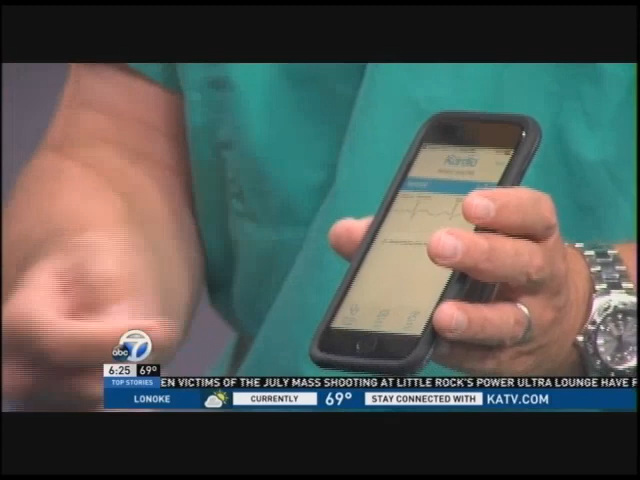 Kardia
abc 7
6:25 69°
TOP STORIES EN VICTIMS OF THE JULY MASS SHOOTING AT LITTLE ROCK'S POWER ULTRA LOUNGE HAVE F
LONOKE CURRENTLY 69° STAY CONNECTED WITH KATV.COM